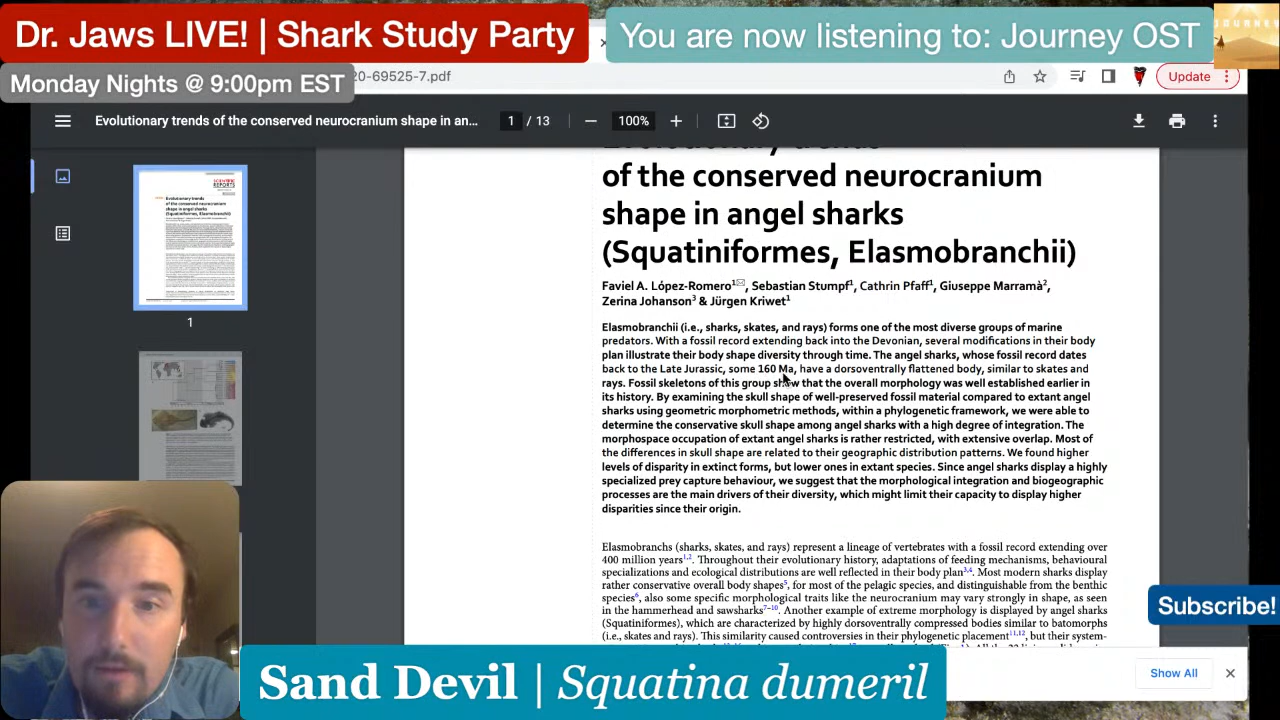 Dr. Jaws LIVE! | Shark Study Party
You are now listening to: Journey OST
JOURNEY
Monday Nights @ 9:00pm EST
20-69525-7.pdf
Update
Evolutionary trends of the conserved neurocranium shape in an...
1 / 13
100%
of the conserved neurocranium
shape in angel sharks
(Squatiniformes, Elasmobranchii)
Faviel A. López-Romero1✉, Sebastian Stumpf1, Cathrin Pfaff1, Giuseppe Marramà2,
Zerina Johanson3 & Jürgen Kriwet1
Elasmobranchii (i.e., sharks, skates, and rays) forms one of the most diverse groups of marine
predators. With a fossil record extending back into the Devonian, several modifications in their body
plan illustrate their body shape diversity through time. The angel sharks, whose fossil record dates
back to the Late Jurassic, some 160 Ma, have a dorsoventrally flattened body, similar to skates and
rays. Fossil skeletons of this group show that the overall morphology was well established earlier in
its history. By examining the skull shape of well-preserved fossil material compared to extant angel
sharks using geometric morphometric methods, within a phylogenetic framework, we were able to
determine the conservative skull shape among angel sharks with a high degree of integration. The
morphospace occupation of extant angel sharks is rather restricted, with extensive overlap. Most of
the differences in skull shape are related to their geographic distribution patterns. We found higher
levels of disparity in extinct forms, but lower ones in extant species. Since angel sharks display a highly
specialized prey capture behaviour, we suggest that the morphological integration and biogeographic
processes are the main drivers of their diversity, which might limit their capacity to display higher
disparities since their origin.
Elasmobranchs (sharks, skates, and rays) represent a lineage of vertebrates with a fossil record extending over
400 million years1,2. Throughout their evolutionary history, adaptations of feeding mechanisms, behavioural
specializations and ecological distributions are well reflected in their body plan3,4. Most modern sharks display
rather conservative overall body shapes5, for most of the pelagic species, and distinguishable from the benthic
species6, also some specific morphological traits like the neurocranium may vary strongly in shape, as seen
in the hammerhead and sawsharks7–10. Another example of extreme morphology is displayed by angel sharks
(Squatiniformes), which are characterized by highly dorsoventrally compressed bodies similar to batomorphs
(i.e., skates and rays). This similarity caused controversies in their phylogenetic placement11,12, but their system-
1
Subscribe!
Show All
Sand Devil | Squatina dumeril